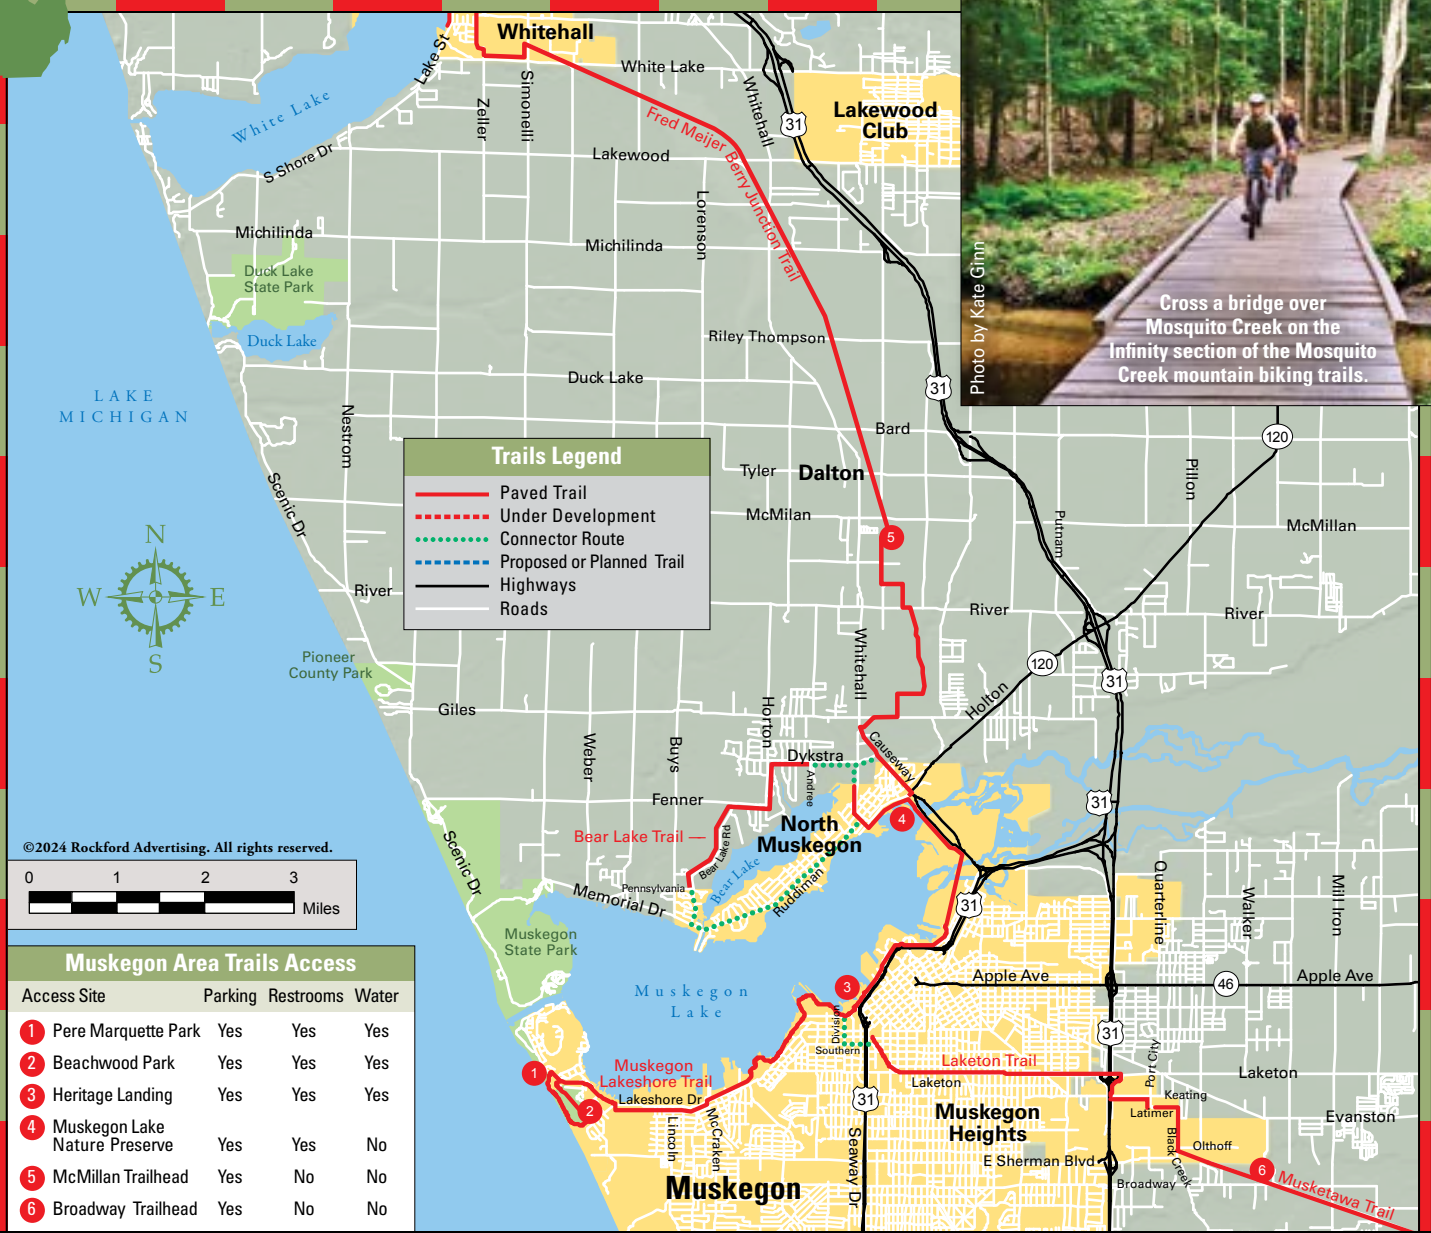 Whitehall
Lake St
White Lake
Zeller
Simonelli
Whitehall
31
Lakewood
Club
White Lake
Fred Meijer Berry Junction Trail
S Shore Dr
Lakewood
Lorenson
Michilinda
Michilinda
Duck Lake
State Park
Duck Lake
Riley Thompson
Duck Lake
31
Photo by Kate Ginn
Cross a bridge over
Mosquito Creek on the
Infinity section of the Mosquito
Creek mountain biking trails.
LAKE
MICHIGAN
Nestrom
Scenic Dr
Bard
Tyler
Dalton
McMilan
5
120
Pillon
Putnam
McMillan
Trails Legend
Paved Trail
Under Development
Connector Route
Proposed or Planned Trail
Highways
Roads
N
W
E
S
River
River
River
Whitehall
120
31
Holton
Pioneer
County Park
Giles
Weber
Buys
Horton
Dykstra
Andree
Causeway
Fenner
31
4
North
Muskegon
Bear Lake Trail
Bear Lake Rd
Bear Lake
Pennsylvania
Ruddiman
Memorial Dr
Scenic Dr
31
Quarterline
Walker
Mill Iron
Muskegon
State Park
©2024 Rockford Advertising. All rights reserved.
0 1 2 3
Miles
Muskegon
Lake
3
Apple Ave
46
Apple Ave
Division
Southern
31
Port City
Laketon Trail
Laketon
Laketon
1
2
Muskegon
Lakeshore Trail
Lakeshore Dr
Lincoln
McCraken
31
Seaway Dr
Muskegon
Heights
Keating
Latimer
Evanston
Black Creek
Olthoff
E Sherman Blvd
Broadway
6
Musketawa Trail
Muskegon
Muskegon Area Trails Access
Access Site Parking Restrooms Water
1 Pere Marquette Park Yes Yes Yes
2 Beachwood Park Yes Yes Yes
3 Heritage Landing Yes Yes Yes
4 Muskegon Lake
Nature Preserve Yes Yes No
5 McMillan Trailhead Yes No No
6 Broadway Trailhead Yes No No